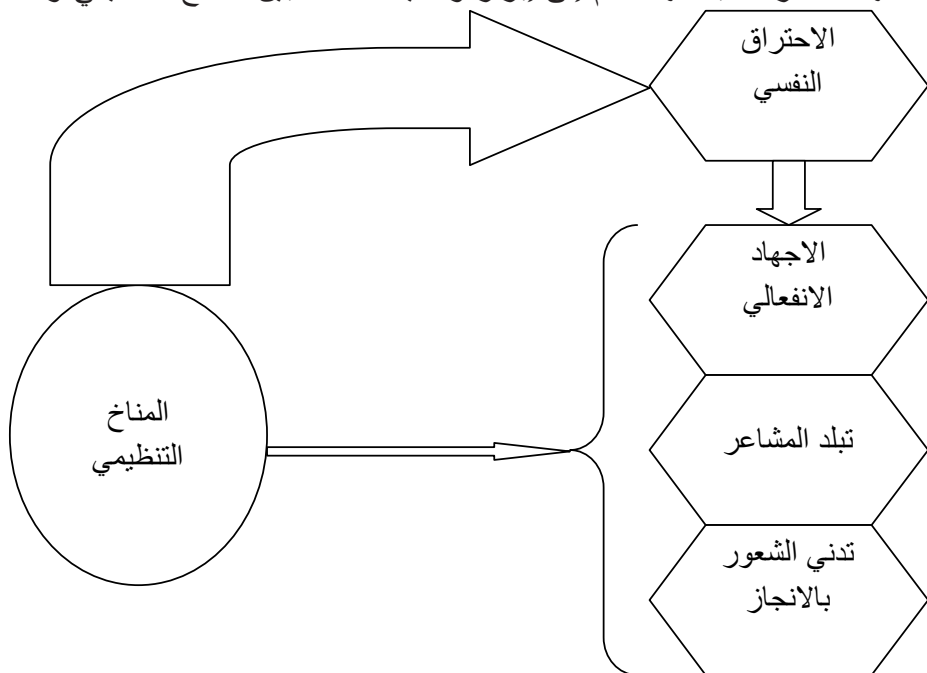 الاحتراق
النفسي
الاجهاد
الانفعالي
المناخ
التنظيمي
تبلد المشاعر
تدني الشعور
بالانجاز